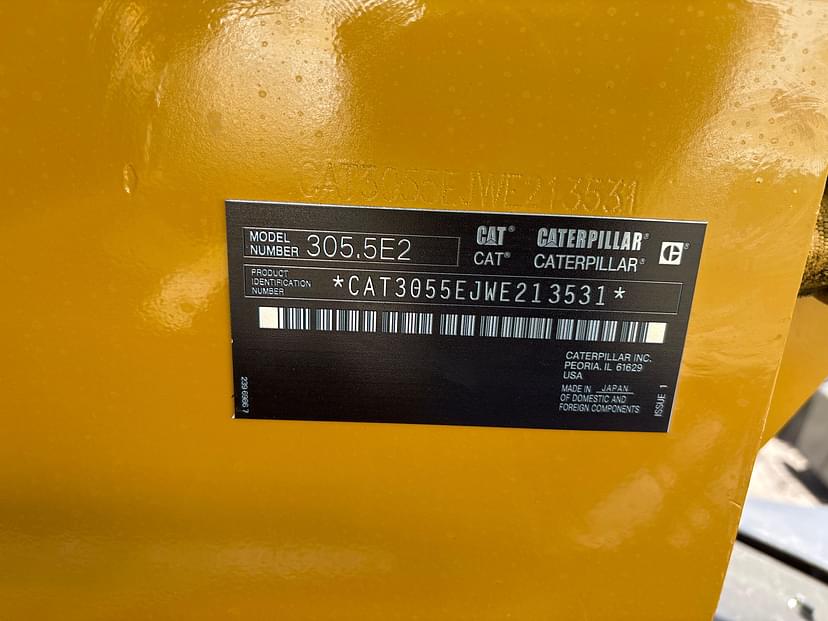 CAT3055EJWE213531
MODEL NUMBER 305.5E2
CAT® CATERPILLAR®
CAT® CATERPILLAR® C®
PRODUCT IDENTIFICATION NUMBER *CAT3055EJWE213531*
CATERPILLAR INC.
PEORIA, IL 61629
USA
MADE IN JAPAN
OF DOMESTIC AND
FOREIGN COMPONENTS
239 6986 7
ISSUE 1